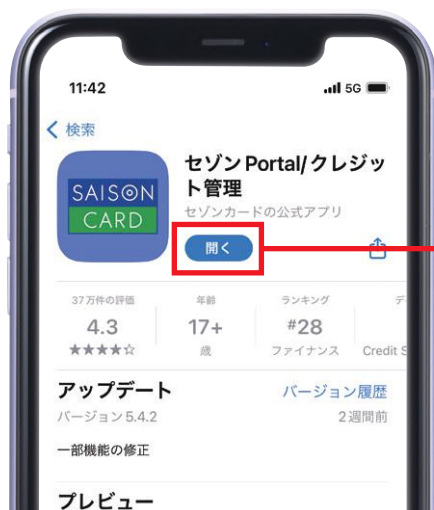 11:42
5G
検索
SAISON
CARD
セゾンPortal/クレジッ
ト管理
セゾンカードの公式アプリ
開く
37万件の評価
年齢
ランキング
4.3
17+
#28
★★★★☆
歳
ファイナンス
Credit S
アップデート
バージョン履歴
バージョン 5.4.2
2週間前
一部機能の修正
プレビュー